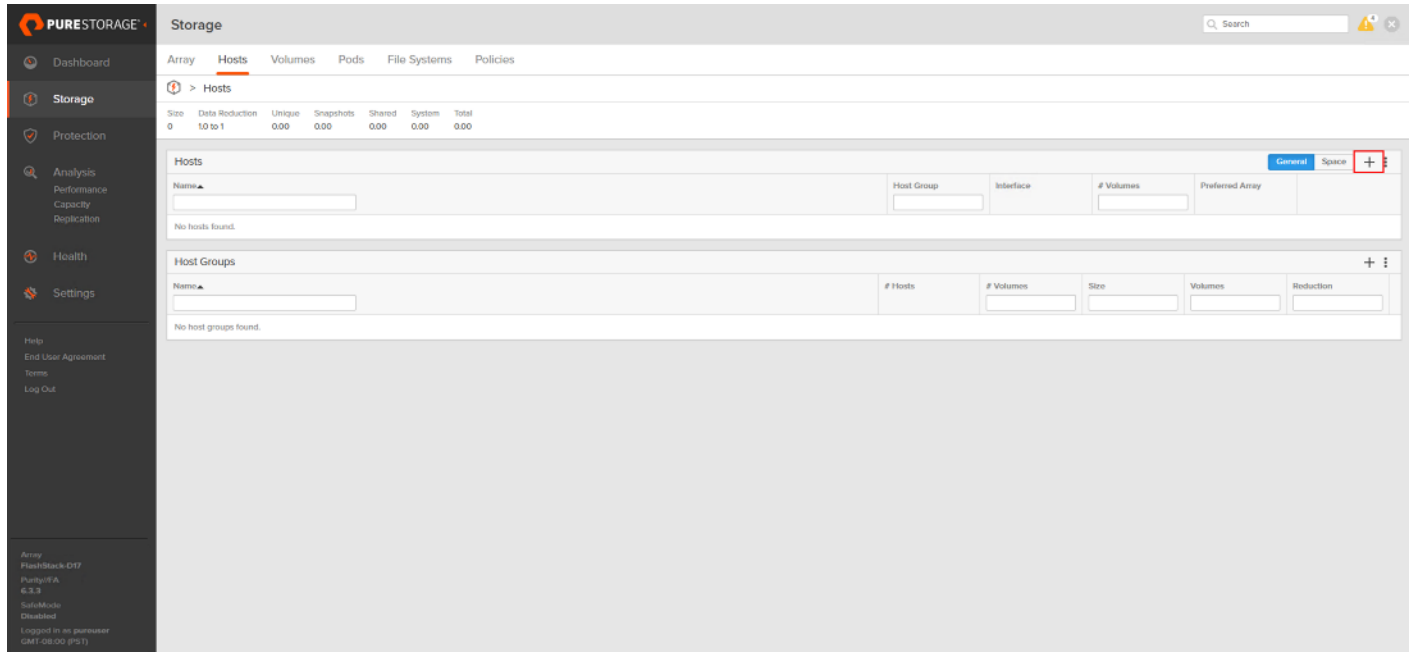 PURESTORAGE®
Storage
Search
4
Dashboard
Storage
Protection
Analysis
Performance
Capacity
Replication
Health
Settings
Help
End User Agreement
Terms
Log Out
Array
FlashStack-D17
Purity//FA
6.3.3
SafeMode
Disabled
Logged in as pureuser
GMT-08:00 (PST)
Array Hosts Volumes Pods File Systems Policies
> Hosts
Size Data Reduction Unique Snapshots Shared System Total
0 1.0 to 1 0.00 0.00 0.00 0.00 0.00
Hosts General Space +
Name▲ Host Group Interface # Volumes Preferred Array
No hosts found.
Host Groups +
Name▲ # Hosts # Volumes Size Volumes Reduction
No host groups found.